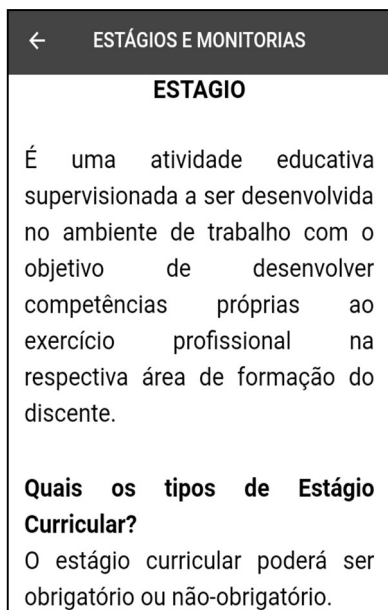 ESTÁGIOS E MONITORIAS
ESTAGIO
É uma atividade educativa
supervisionada a ser desenvolvida
no ambiente de trabalho com o
objetivo de desenvolver
competências próprias ao
exercício profissional na
respectiva área de formação do
discente.
Quais os tipos de Estágio
Curricular?
O estágio curricular poderá ser
obrigatório ou não-obrigatório.